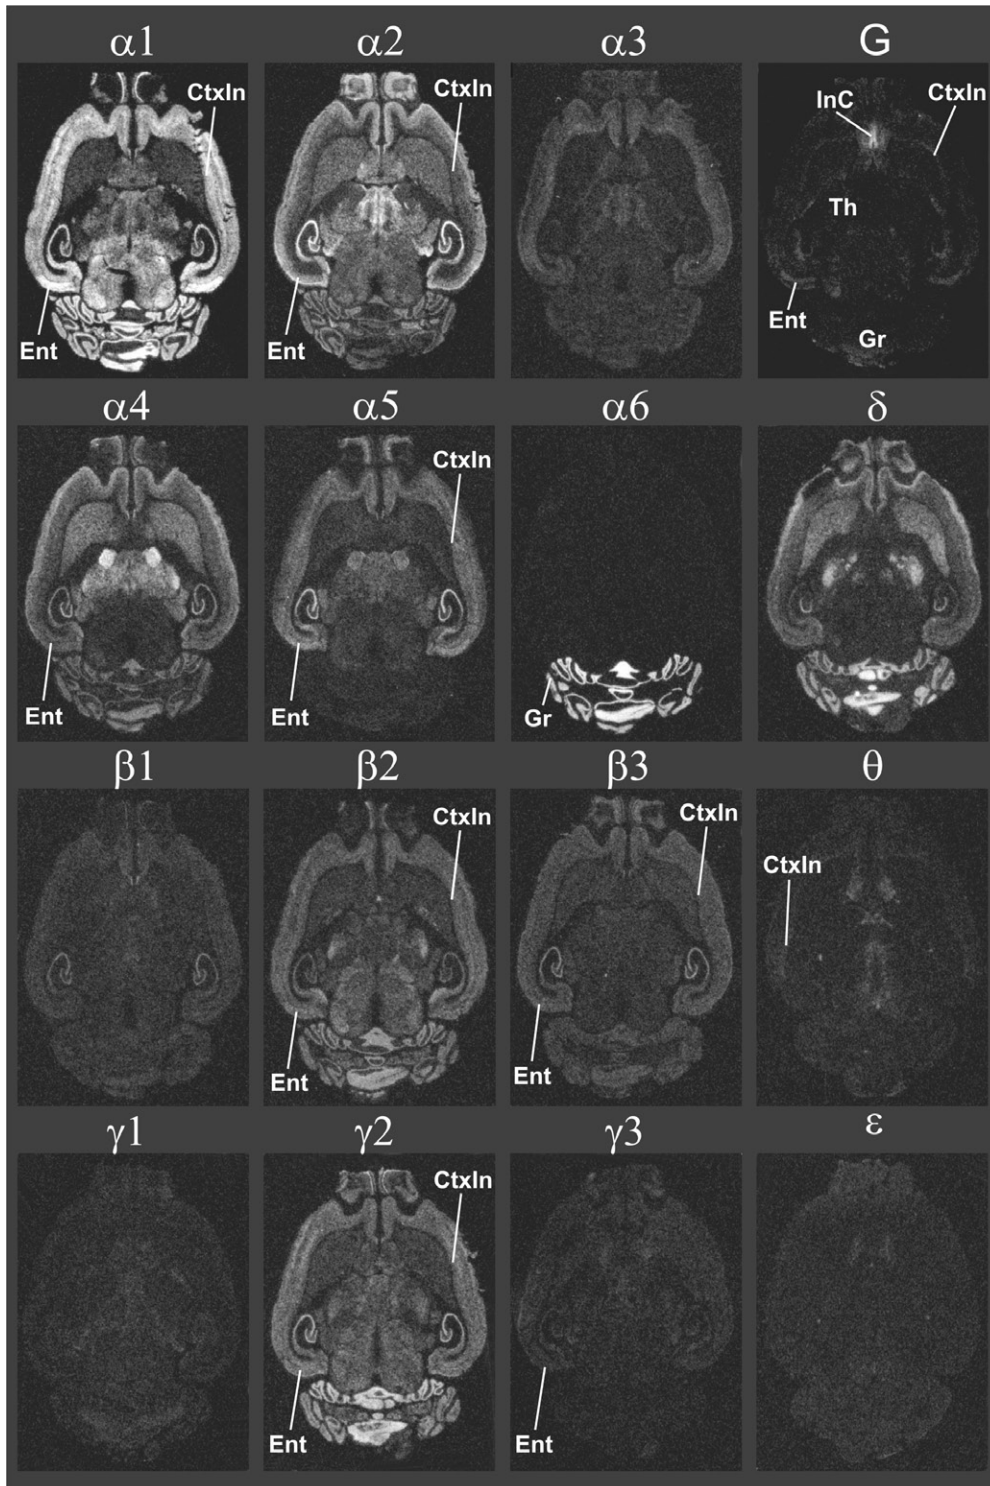 α1 α2 α3 G
CtxIn CtxIn InC CtxIn
Th
Ent Ent Ent
Gr
α4 α5 α6 δ
CtxIn
Ent Ent Gr
β1 β2 β3 θ
CtxIn CtxIn CtxIn
Ent Ent
γ1 γ2 γ3 ε
CtxIn
Ent Ent